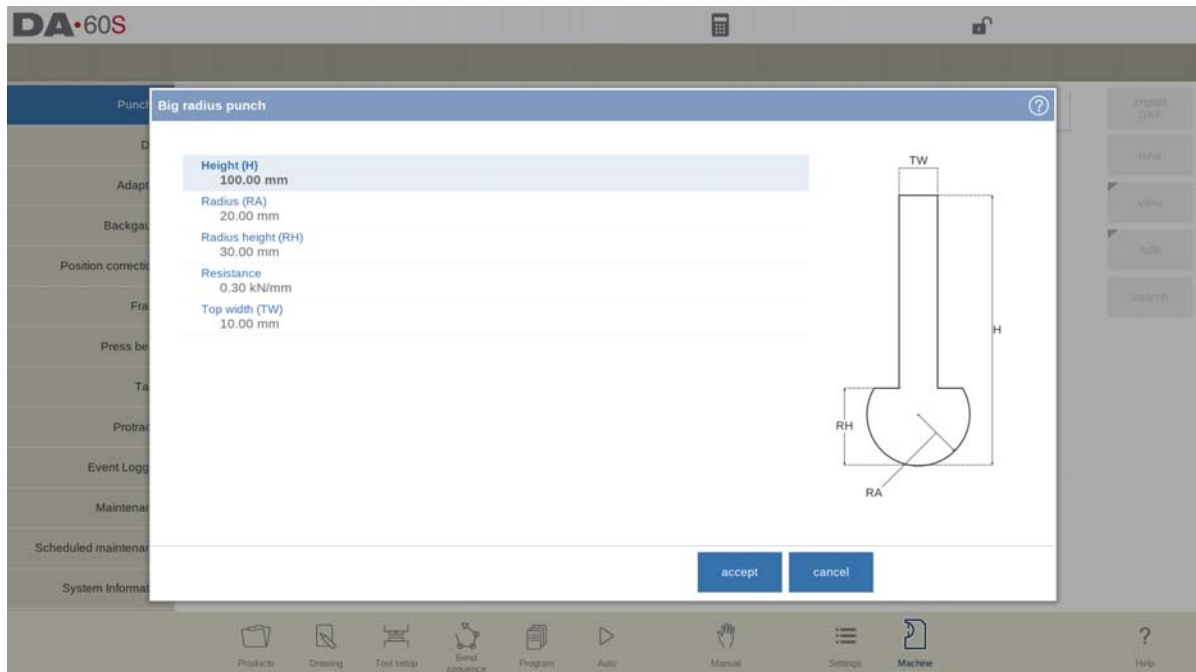 DA•60S
Punch
Big radius punch
import
DXF
new
view
edit
search
D
Adapt
Backgau
Position correctio
Fra
Press be
Ta
Protrac
Event Logg
Maintenan
Scheduled maintenan
System Informat
Height (H)
100.00 mm
Radius (RA)
20.00 mm
Radius height (RH)
30.00 mm
Resistance
0.30 kN/mm
Top width (TW)
10.00 mm
TW
H
RH
RA
accept
cancel
Products
Drawing
Tool setup
Bend
sequence
Program
Auto
Manual
Settings
Machine
?
Help